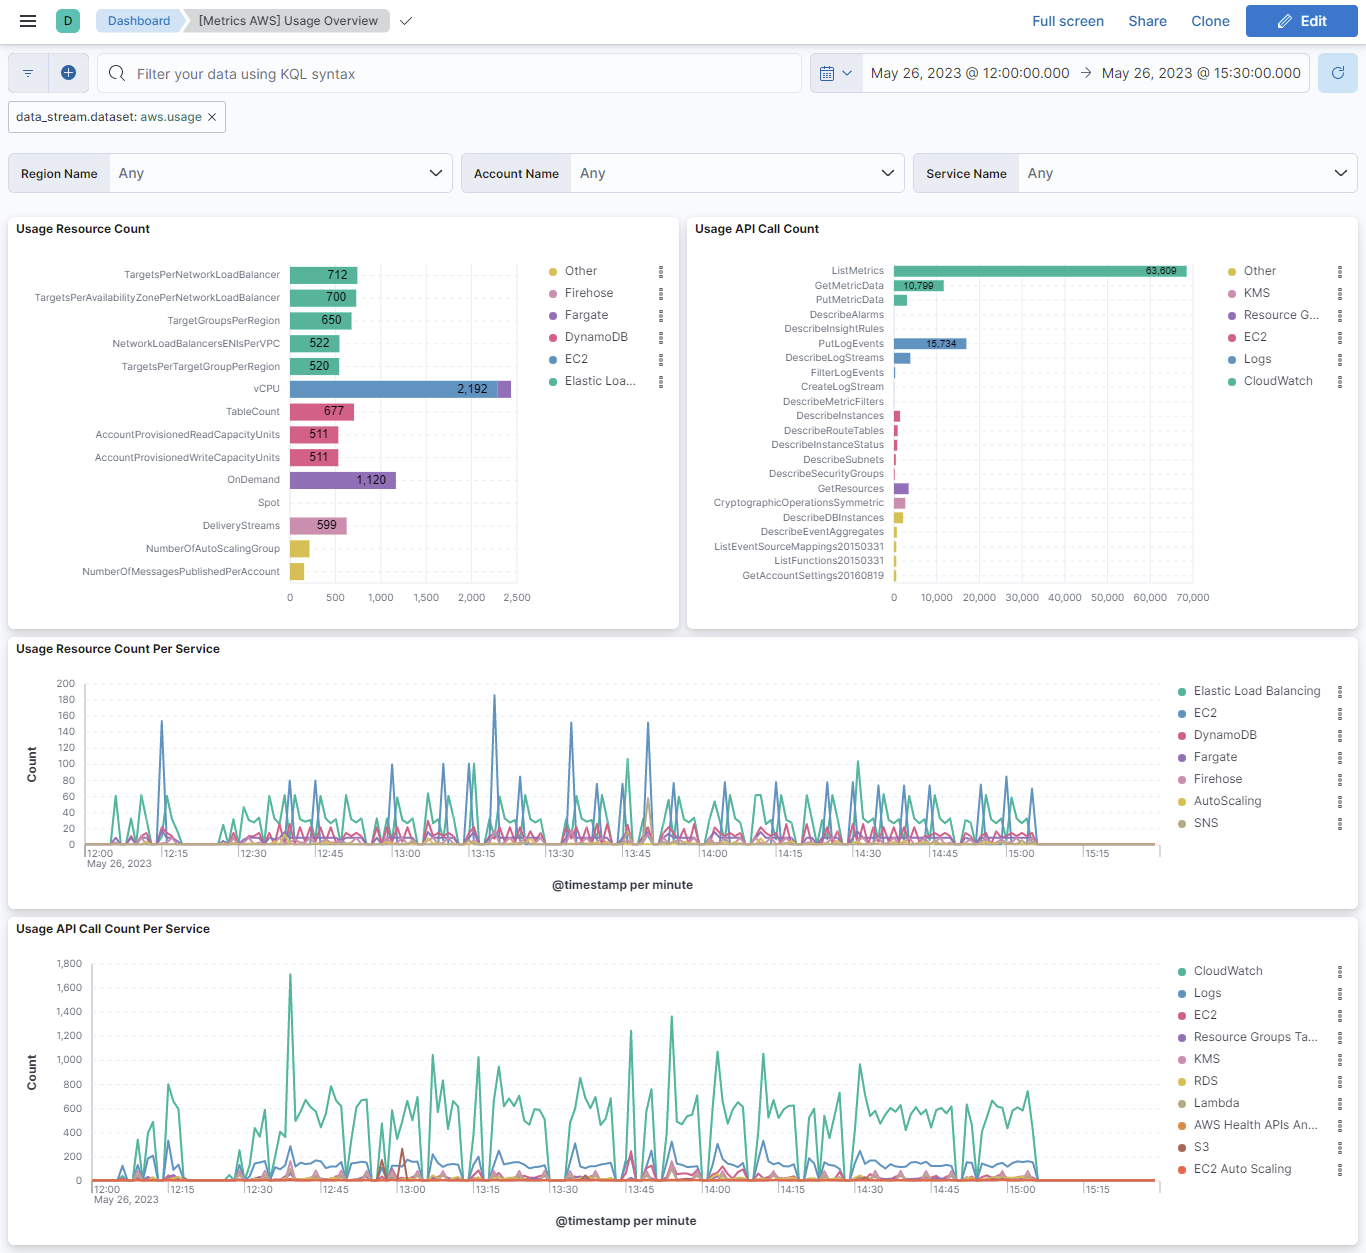 D Dashboard [Metrics AWS] Usage Overview Full screen Share Clone Edit
Filter your data using KQL syntax May 26, 2023 @ 12:00:00.000 → May 26, 2023 @ 15:30:00.000
data_stream.dataset: aws.usage ×
Region Name Any Account Name Any Service Name Any
Usage Resource Count
TargetsPerNetworkLoadBalancer 712
TargetsPerAvailabilityZonePerNetworkLoadBalancer 700
TargetGroupsPerRegion 650
NetworkLoadBalancersENIsPerVPC 522
TargetsPerTargetGroupPerRegion 520
vCPU 2,192
TableCount 677
AccountProvisionedReadCapacityUnits 511
AccountProvisionedWriteCapacityUnits 511
OnDemand 1,120
Spot
DeliveryStreams 599
NumberOfAutoScalingGroup
NumberOfMessagesPublishedPerAccount
0 500 1,000 1,500 2,000 2,500
Other
Firehose
Fargate
DynamoDB
EC2
Elastic Loa...
Usage API Call Count
ListMetrics 63,609
GetMetricData 10,799
PutMetricData
DescribeAlarms
DescribeInsightRules
PutLogEvents 15,734
DescribeLogStreams
FilterLogEvents
CreateLogStream
DescribeMetricFilters
DescribeInstances
DescribeRouteTables
DescribeInstanceStatus
DescribeSubnets
DescribeSecurityGroups
GetResources
CryptographicOperationsSymmetric
DescribeDBInstances
DescribeEventAggregates
ListEventSourceMappings20150331
ListFunctions20150331
GetAccountSettings20160819
0 10,000 20,000 30,000 40,000 50,000 60,000 70,000
Other
KMS
Resource G...
EC2
Logs
CloudWatch
Usage Resource Count Per Service
Count
200
180
160
140
120
100
80
60
40
20
0
12:00 12:15 12:30 12:45 13:00 13:15 13:30 13:45 14:00 14:15 14:30 14:45 15:00 15:15
May 26, 2023
@timestamp per minute
Elastic Load Balancing
EC2
DynamoDB
Fargate
Firehose
AutoScaling
SNS
Usage API Call Count Per Service
Count
1,800
1,600
1,400
1,200
1,000
800
600
400
200
0
12:00 12:15 12:30 12:45 13:00 13:15 13:30 13:45 14:00 14:15 14:30 14:45 15:00 15:15
May 26, 2023
@timestamp per minute
CloudWatch
Logs
EC2
Resource Groups Ta...
KMS
RDS
Lambda
AWS Health APIs An...
S3
EC2 Auto Scaling